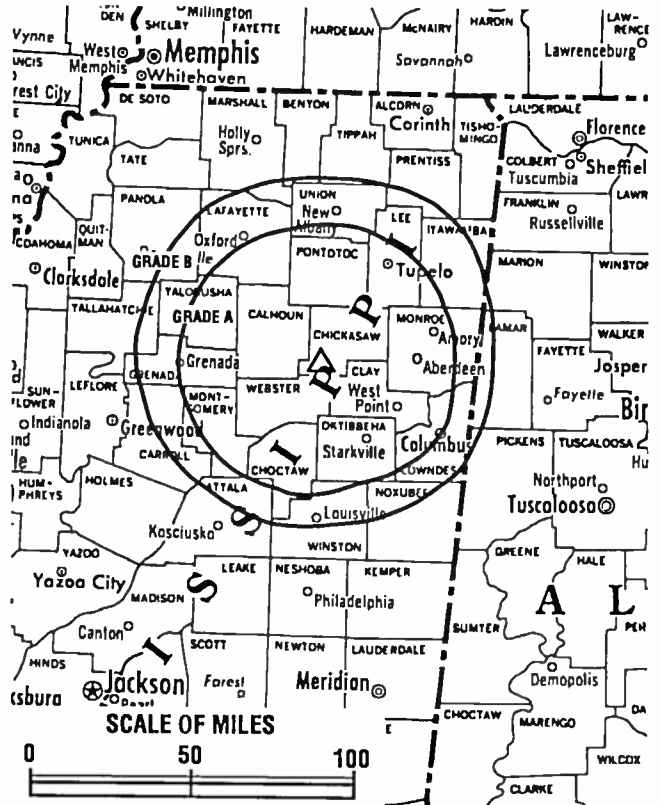 DEN
SHELBY
Millington
FAYETTE
HARDEMAN
McNAIRY
HARDIN
LAW-
RENCE
Wynne
West
Memphis
Memphis
Whitehaven
Savannah
Lawrenceburg
NCIS
rest City
DE SOTO
MARSHALL
BENTON
ALCORN
Corinth
TIPPAH
TISHO-
MINGO
LAUDERDALE
Florence
TUNICA
TATE
Holly
Sprs.
PRENTISS
COLBERT
Sheffiel
Tuscumbia
PANOLA
LAFAYETTE
UNION
New
Albany
LEE
ITAWAMBA
FRANKLIN
LAWR
Russellville
COAHOMA
QUIT-
MAN
Oxford
PONTOTOC
Tupelo
MARION
WINSTO
GRADE B
Clarksdale
YALOBUSHA
TALLAHATCHIE
GRADE A
CALHOUN
CHICKASAW
MONROE
Amory
LAMAR
WALKER
FAYETTE
Jasper
Grenada
GRENADA
CLAY
Aberdeen
LEFLORE
SUN-
FLOWER
MONT-
GOMERY
WEBSTER
West
Point
Fayette
Bir
Indianola
Greenwood
OKTIBBEHA
Starkville
Columbus
PICKENS
TUSCALOOSA
CARROLL
CHOCTAW
LOWNDES
HUM-
PHREYS
HOLMES
ATTALA
NOXUBEE
Northport
Tuscaloosa
Kosciusko
Louisville
WINSTON
YAZOO
GREENE
HALE
Yazoo City
LEAKE
NESHOBA
KEMPER
MADISON
Philadelphia
A L
Canton
SUMTER
SCOTT
NEWTON
LAUDERDALE
HINDS
Jackson
Pearl
Forest
Meridian
Demopolis
ksburg
CHOCTAW
MARENGO
WILCOX
CLARKE
I S S I P P I
SCALE OF MILES
0 50 100